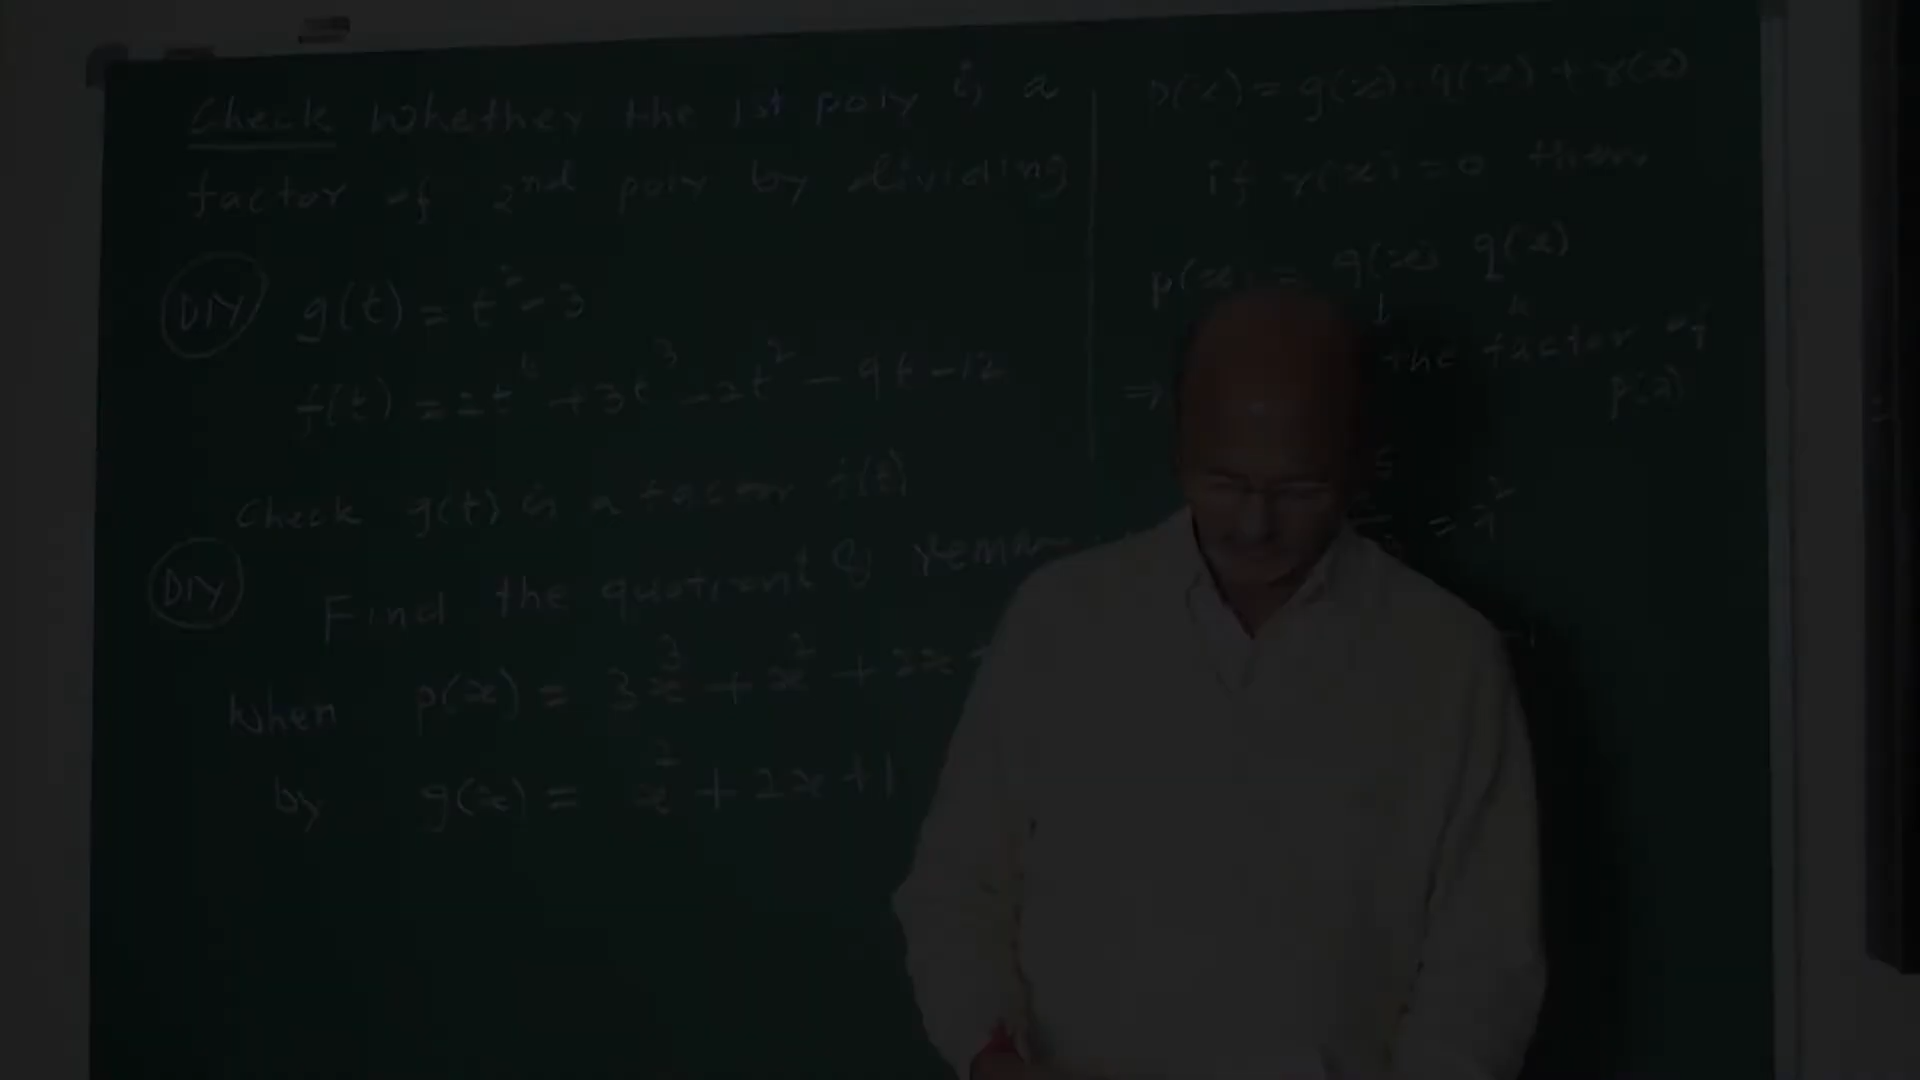 Check whether the 1st poly is a
factor of 2nd poly by dividing
DIY g(t) = t² - 3
f(t) = 2t⁴ + 3t³ - 2t² - 9t - 12
Check g(t) is a factor f(t)
DIY Find the quotient &
When p(x) = 3x³ + x² + 2x
by g(x) = x² + 2x + 1
p(x) = g(x) · q(x) + r(x)
if r(x) = 0 then
p(x) = g(x) q(x)
⇒ the factor of
p(x)
= x²